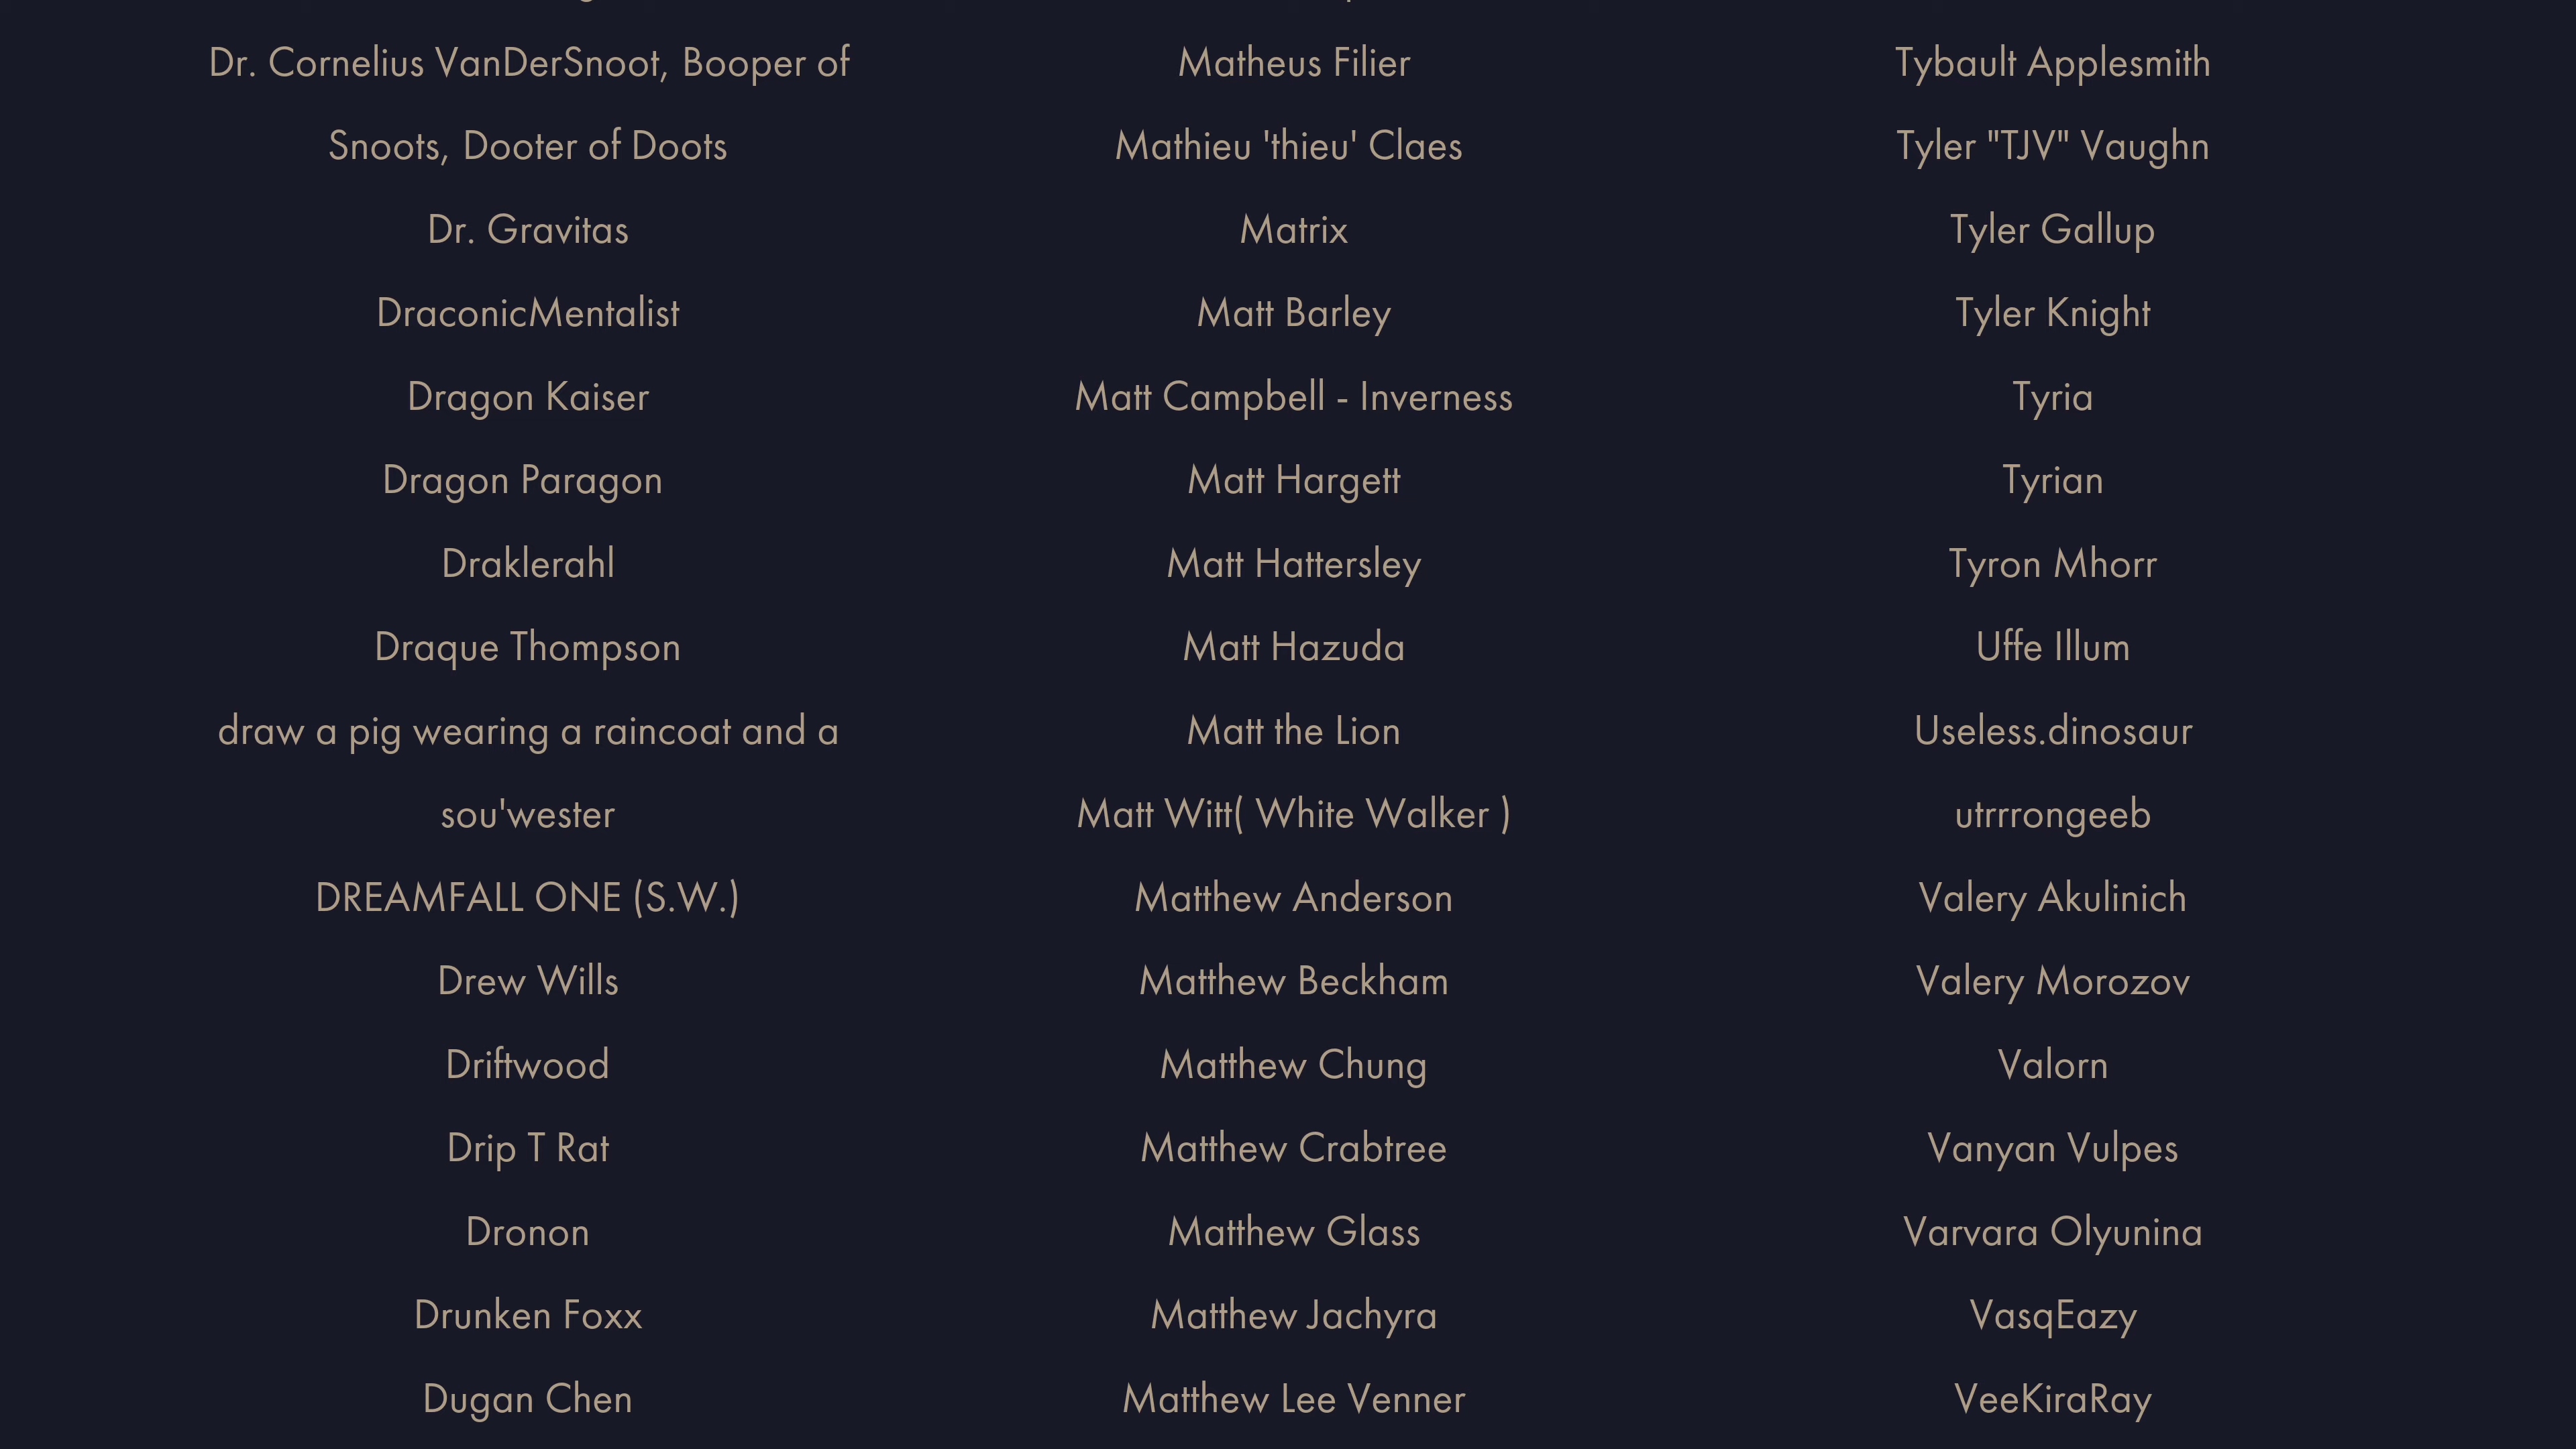 Dr. Cornelius VanDerSnoot, Booper of
Snoots, Dooter of Doots
Dr. Gravitas
DraconicMentalist
Dragon Kaiser
Dragon Paragon
Draklerahl
Draque Thompson
draw a pig wearing a raincoat and a
sou'wester
DREAMFALL ONE (S.W.)
Drew Wills
Driftwood
Drip T Rat
Dronon
Drunken Foxx
Dugan Chen
Matheus Filier
Mathieu 'thieu' Claes
Matrix
Matt Barley
Matt Campbell - Inverness
Matt Hargett
Matt Hattersley
Matt Hazuda
Matt the Lion
Matt Witt( White Walker )
Matthew Anderson
Matthew Beckham
Matthew Chung
Matthew Crabtree
Matthew Glass
Matthew Jachyra
Matthew Lee Venner
Tybault Applesmith
Tyler "TJV" Vaughn
Tyler Gallup
Tyler Knight
Tyria
Tyrian
Tyron Mhorr
Uffe Illum
Useless.dinosaur
utrrrongeeb
Valery Akulinich
Valery Morozov
Valorn
Vanyan Vulpes
Varvara Olyunina
VasqEazy
VeeKiraRay